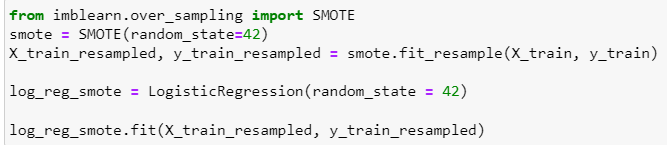 from imblearn.over_sampling import SMOTE
smote = SMOTE(random_state=42)
X_train_resampled, y_train_resampled = smote.fit_resample(X_train, y_train)
log_reg_smote = LogisticRegression(random_state = 42)
log_reg_smote.fit(X_train_resampled, y_train_resampled)